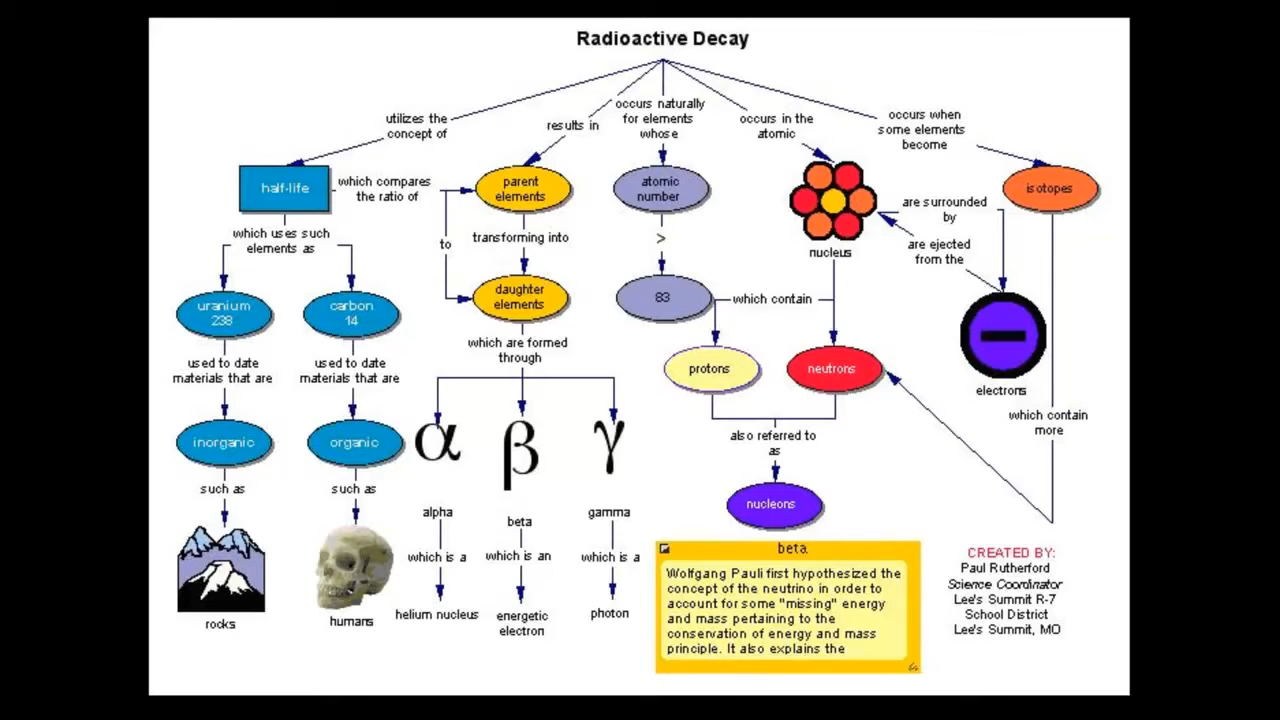 Radioactive Decay
utilizes the
concept of
results in
occurs naturally
for elements
whose
occurs in the
atomic
occurs when
some elements
become
half-life
which compares
the ratio of
parent
elements
atomic
number
isotopes
are surrounded
by
to
transforming into
>
nucleus
are ejected
from the
which uses such
elements as
uranium
238
carbon
14
daughter
elements
83
which contain
used to date
materials that are
used to date
materials that are
which are formed
through
protons
neutrons
electrons
which contain
more
inorganic
organic
α
β
γ
also referred to
as
such as
such as
nucleons
alpha
beta
gamma
which is a
which is an
which is a
rocks
humans
helium nucleus
energetic
electron
photon
beta
Wolfgang Pauli first hypothesized the
concept of the neutrino in order to
account for some "missing" energy
and mass pertaining to the
conservation of energy and mass
principle. It also explains the
CREATED BY:
Paul Rutherford
Science Coordinator
Lee's Summit R-7
School District
Lee's Summit, MO